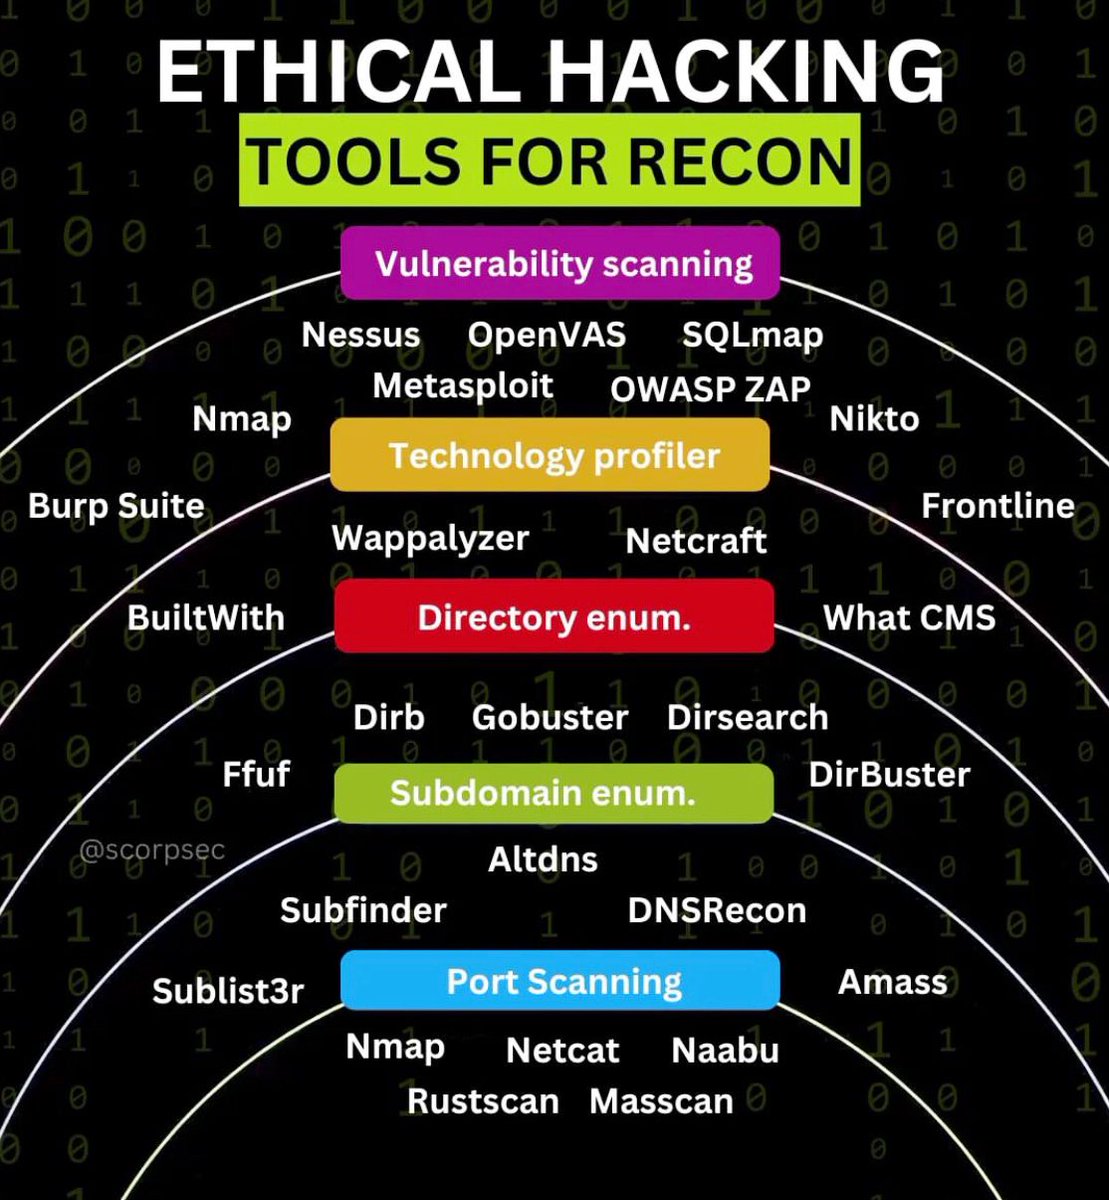 ETHICAL HACKING
TOOLS FOR RECON
Vulnerability scanning
Nessus OpenVAS SQLmap
Metasploit OWASP ZAP
Nmap Nikto
Technology profiler
Burp Suite Frontline
Wappalyzer Netcraft
BuiltWith What CMS
Directory enum.
Dirb Gobuster Dirsearch
Ffuf DirBuster
Subdomain enum.
@scorpsec
Altdns
Subfinder DNSRecon
Sublist3r Amass
Port Scanning
Nmap Netcat Naabu
Rustscan Masscan